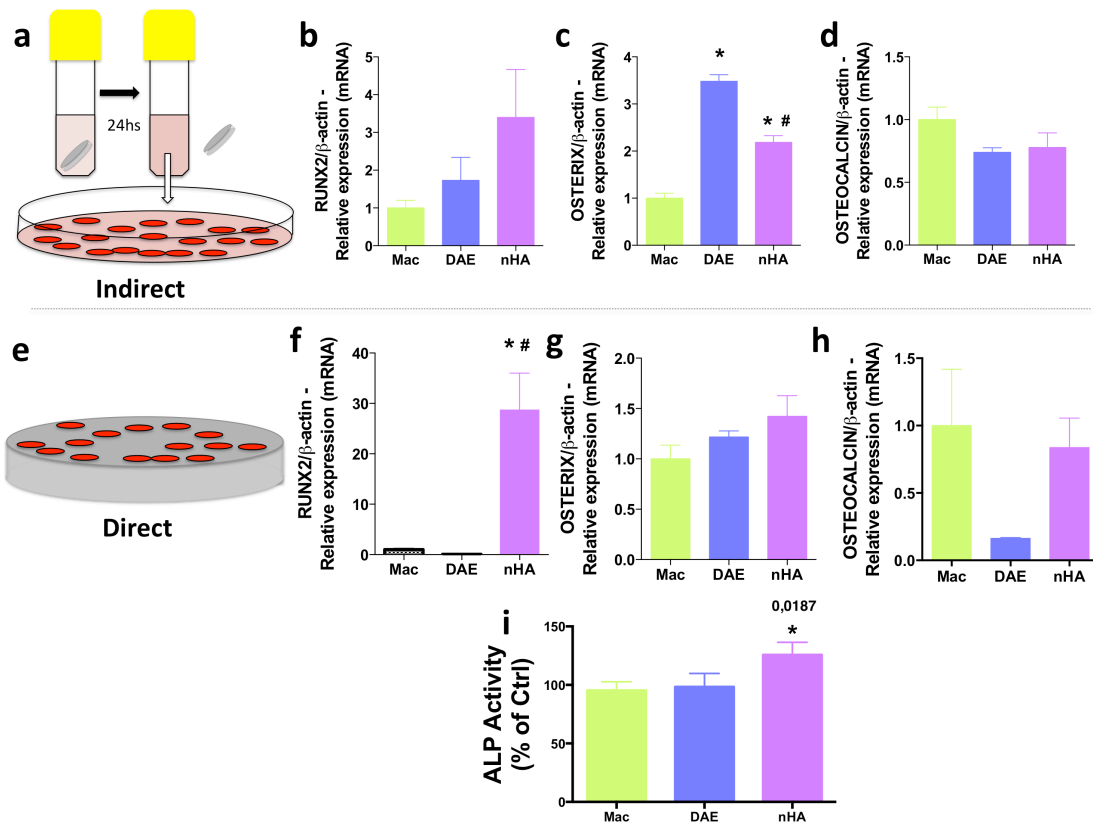 a
24hs
Indirect
b
RUNX2/β-actin -
Relative expression (mRNA)
5
4
3
2
1
0
Mac DAE nHA
c
OSTERIX/β-actin -
Relative expression (mRNA)
4
3
2
1
0
*
* #
Mac DAE nHA
d
OSTEOCALCIN/β-actin -
Relative expression (mRNA)
1.5
1.0
0.5
0.0
Mac DAE nHA
e
Direct
f
RUNX2/β-actin -
Relative expression (mRNA)
40
30
20
10
0
* #
Mac DAE nHA
g
OSTERIX/β-actin -
Relative expression (mRNA)
2.0
1.5
1.0
0.5
0.0
Mac DAE nHA
h
OSTEOCALCIN/β-actin -
Relative expression (mRNA)
1.5
1.0
0.5
0.0
Mac DAE nHA
i
ALP Activity
(% of Ctrl)
150
100
50
0
0,0187
*
Mac DAE nHA